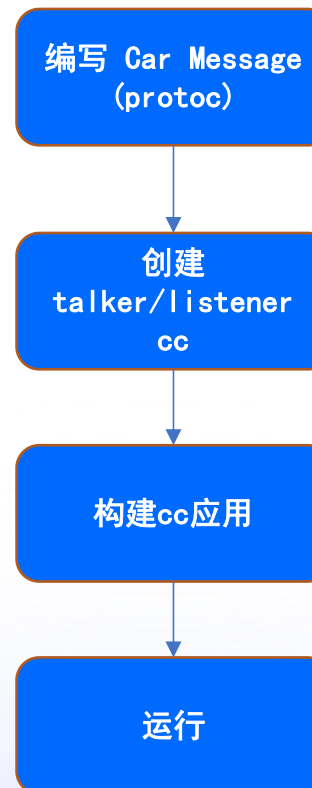 编写 Car Message
(protoc)
创建
talker/listener
cc
构建cc应用
运行